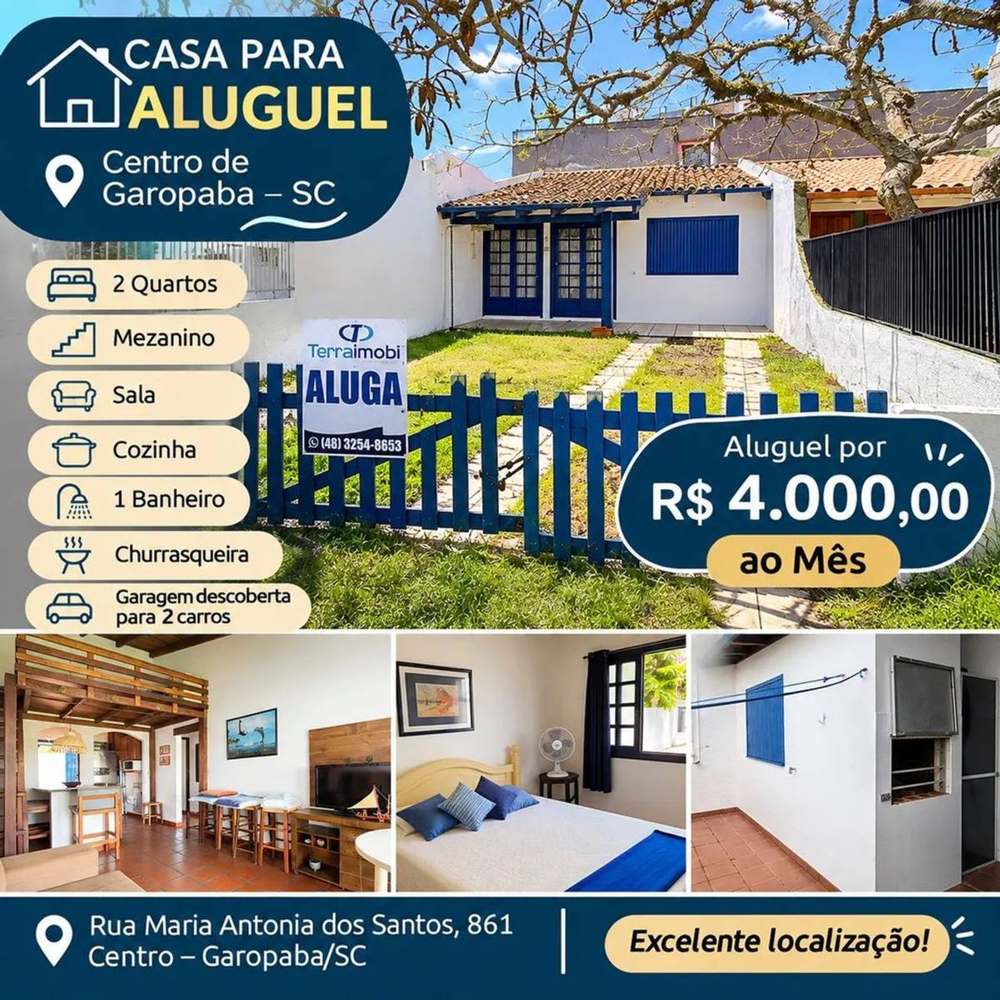 CASA PARA
ALUGUEL
Centro de
Garopaba – SC
2 Quartos
Mezanino
Sala
Cozinha
1 Banheiro
Churrasqueira
Garagem descoberta
para 2 carros
Terraimobi
ALUGA
(48) 3254-8653
Aluguel por
R$ 4.000,00
ao Mês
Rua Maria Antonia dos Santos, 861
Centro – Garopaba/SC
Excelente localização!